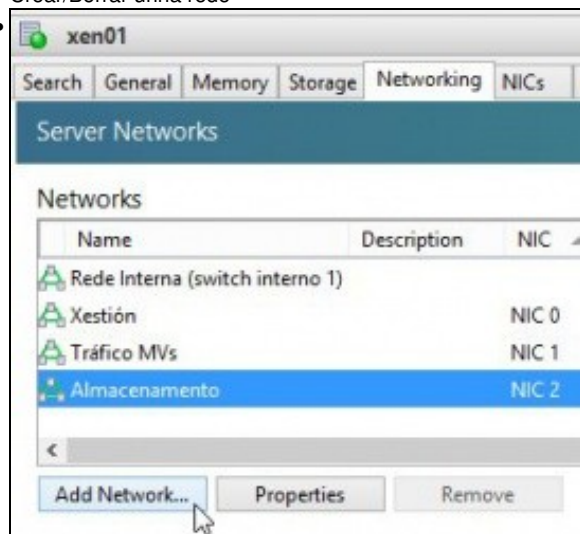 Crear/Borrar unha rede
xen01
Search General Memory Storage Networking NICs
Server Networks
Networks
Name Description NIC
Rede Interna (switch interno 1)
Xestión NIC 0
Tráfico MVs NIC 1
Almacenamento NIC 2
Add Network... Properties Remove